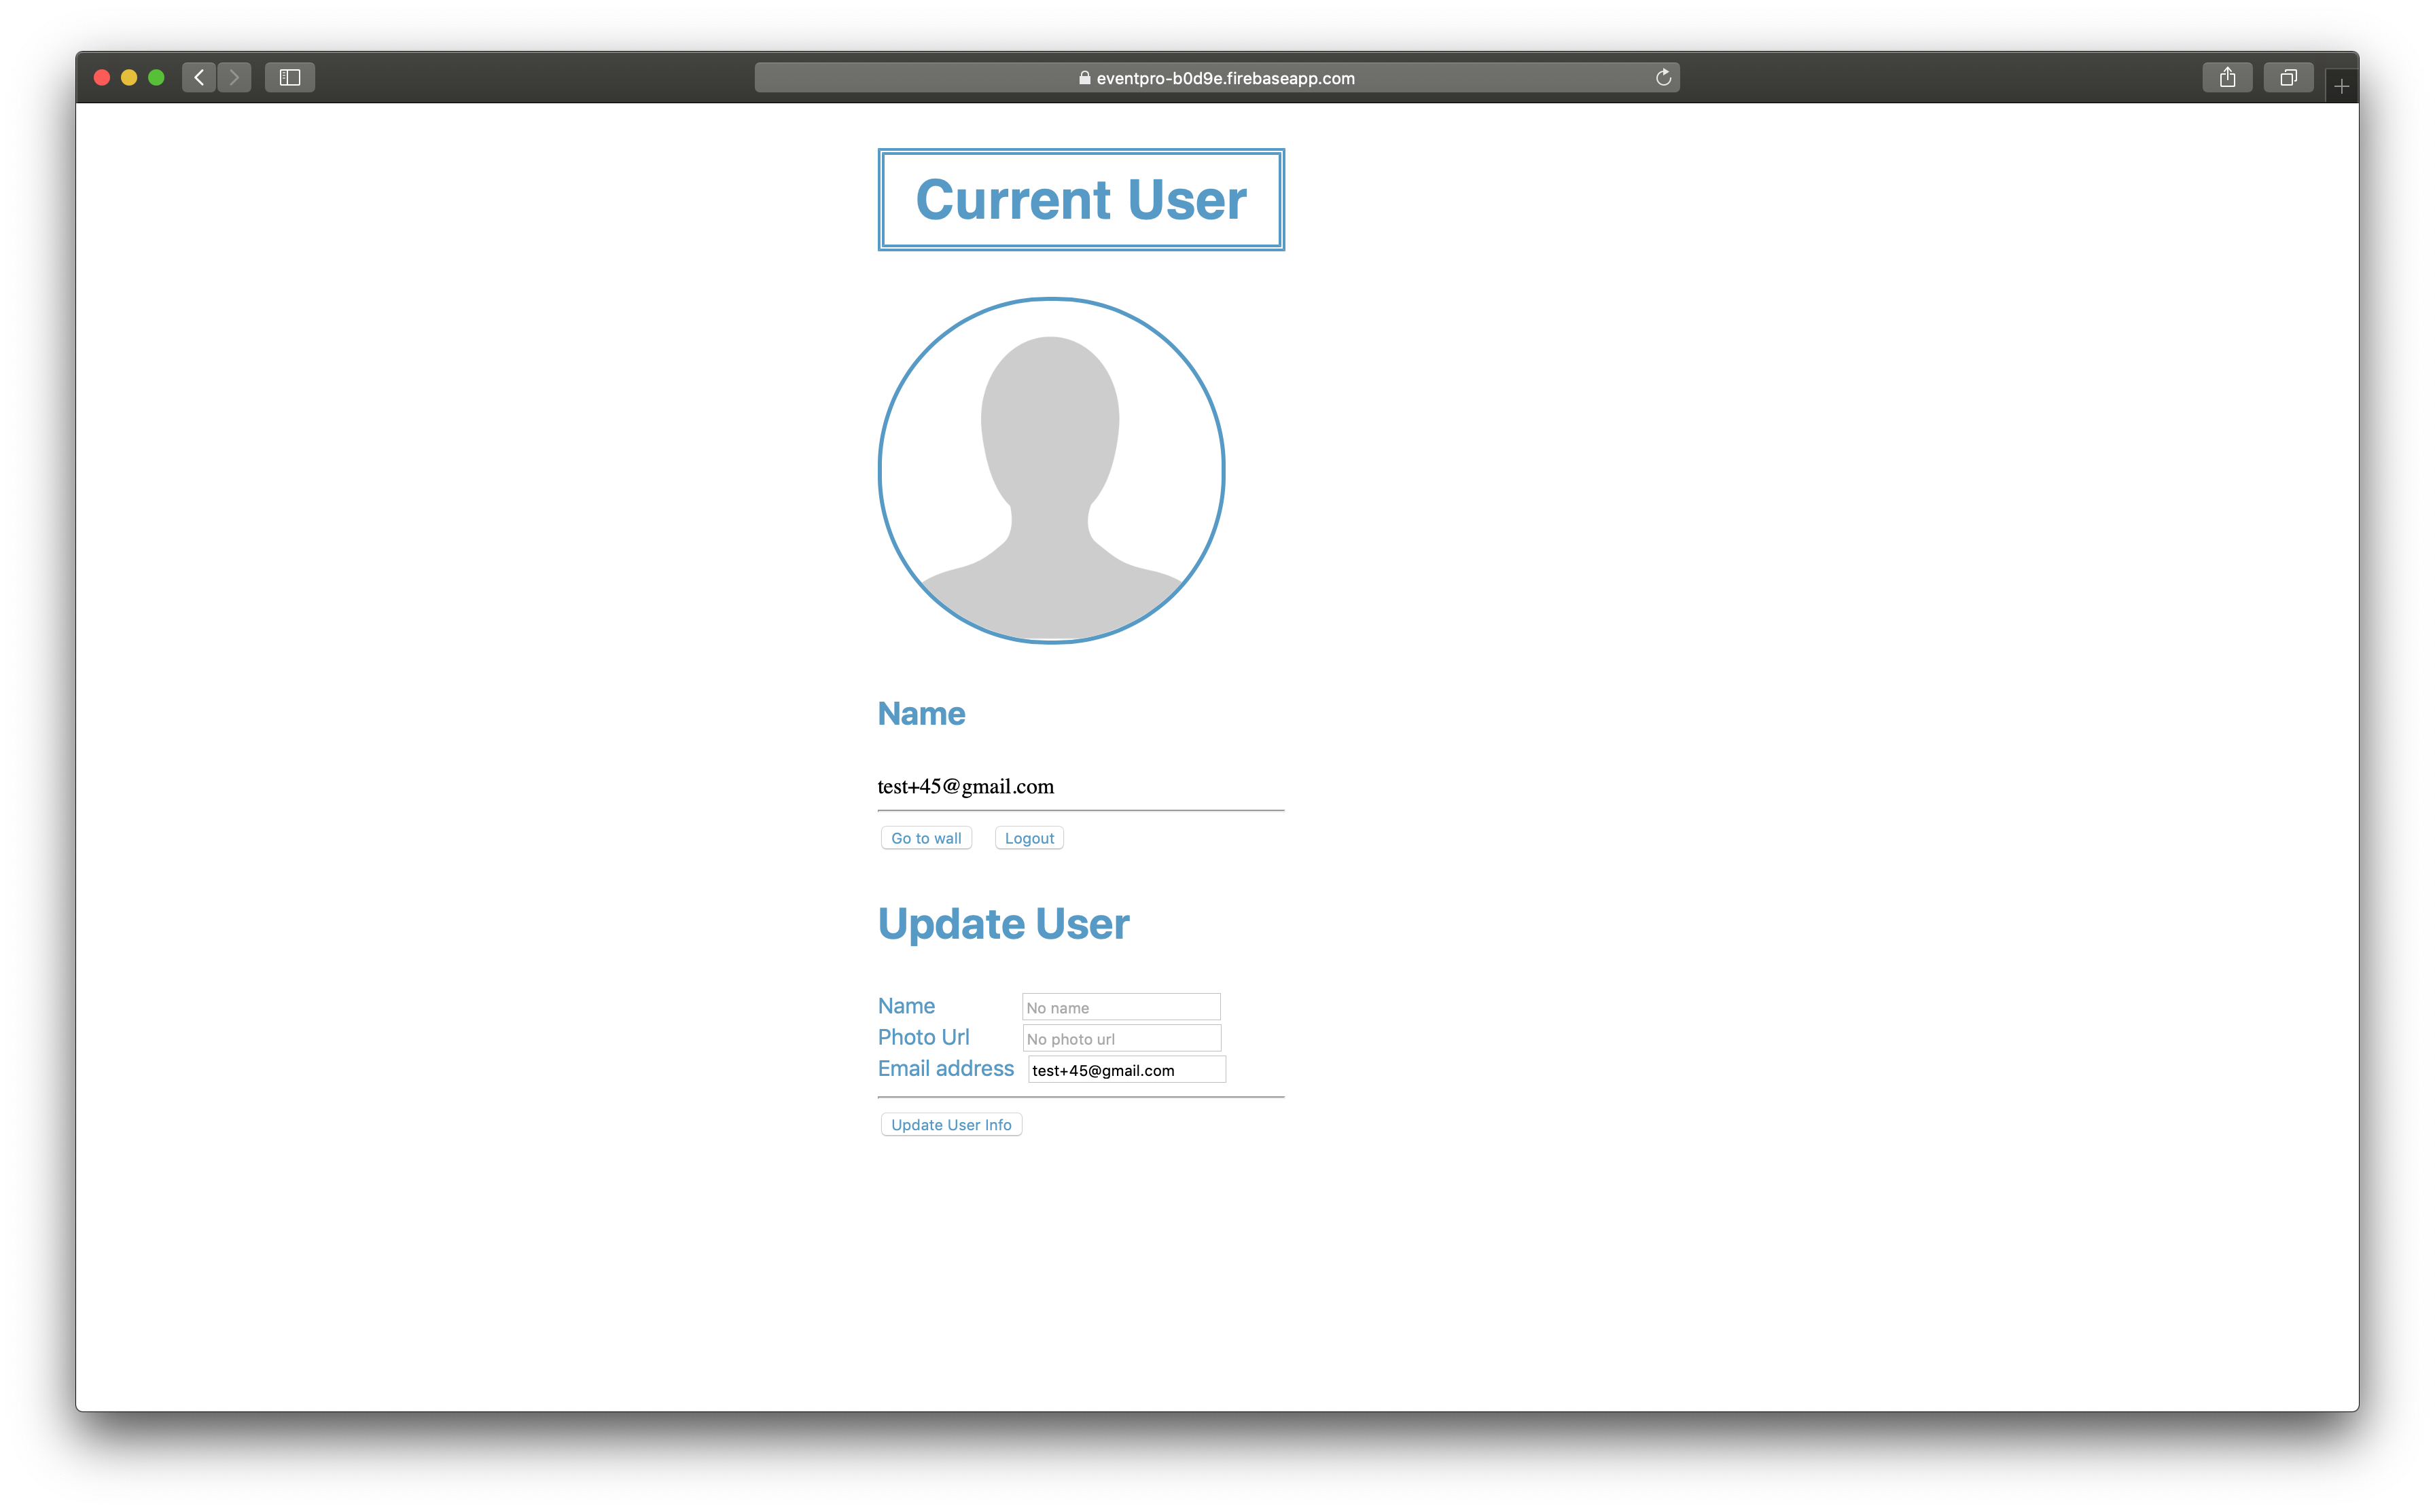 eventpro-b0d9e.firebaseapp.com
Current User
Name
test+45@gmail.com
Go to wall Logout
Update User
Name No name
Photo Url No photo url
Email address test+45@gmail.com
Update User Info